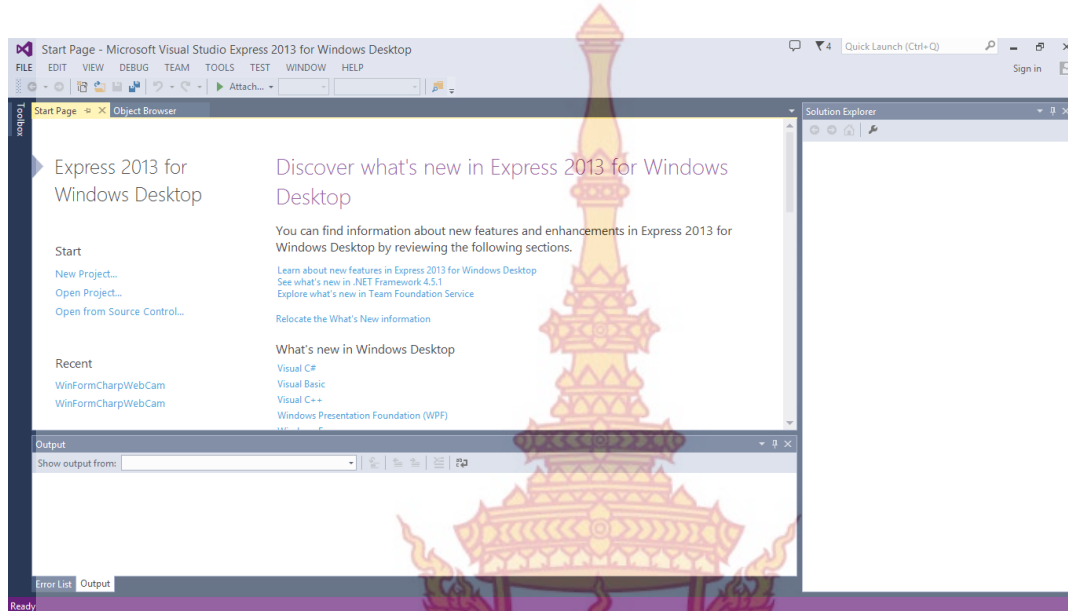 Start Page - Microsoft Visual Studio Express 2013 for Windows Desktop
4
Quick Launch (Ctrl+Q)
FILE EDIT VIEW DEBUG TEAM TOOLS TEST WINDOW HELP
Sign in
Attach...
Toolbox
Start Page
Object Browser
Solution Explorer
Express 2013 for
Windows Desktop
Start
New Project...
Open Project...
Open from Source Control...
Recent
WinFormCharpWebCam
WinFormCharpWebCam
Discover what's new in Express 2013 for Windows
Desktop
You can find information about new features and enhancements in Express 2013 for
Windows Desktop by reviewing the following sections.
Learn about new features in Express 2013 for Windows Desktop
See what's new in .NET Framework 4.5.1
Explore what's new in Team Foundation Service
Relocate the What's New information
What's new in Windows Desktop
Visual C#
Visual Basic
Visual C++
Windows Presentation Foundation (WPF)
Output
Show output from:
Error List
Output
Ready